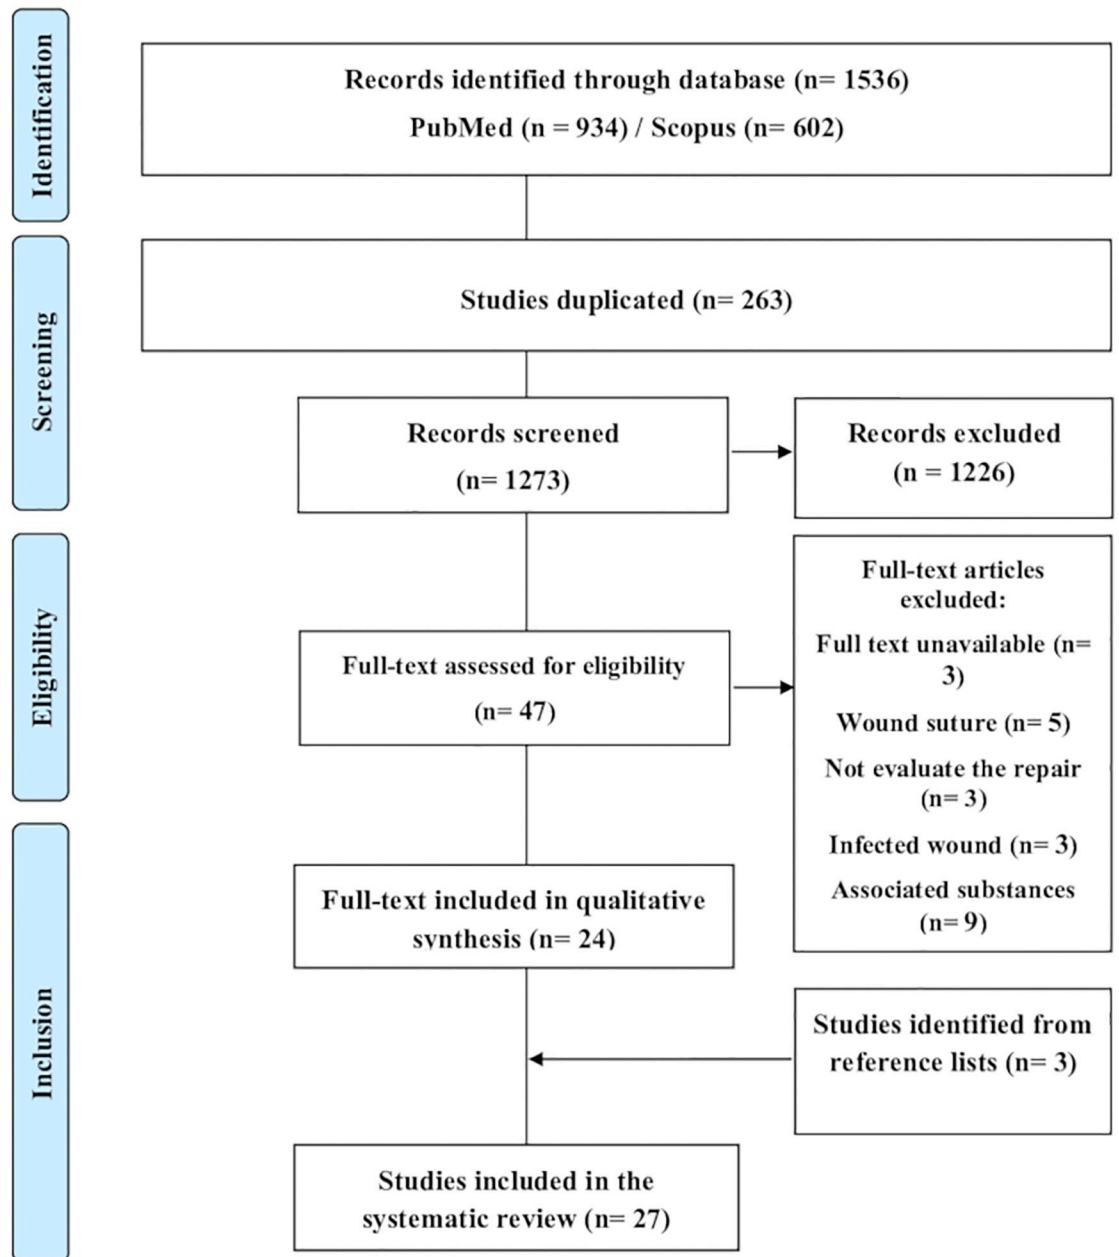 Identification
Records identified through database (n= 1536)
PubMed (n = 934) / Scopus (n= 602)
Screening
Studies duplicated (n= 263)
Records screened
(n= 1273)
Records excluded
(n = 1226)
Eligibility
Full-text assessed for eligibility
(n= 47)
Full-text articles
excluded:
Full text unavailable (n=
3)
Wound suture (n= 5)
Not evaluate the repair
(n= 3)
Infected wound (n= 3)
Associated substances
(n= 9)
Inclusion
Full-text included in qualitative
synthesis (n= 24)
Studies identified from
reference lists (n= 3)
Studies included in the
systematic review (n= 27)